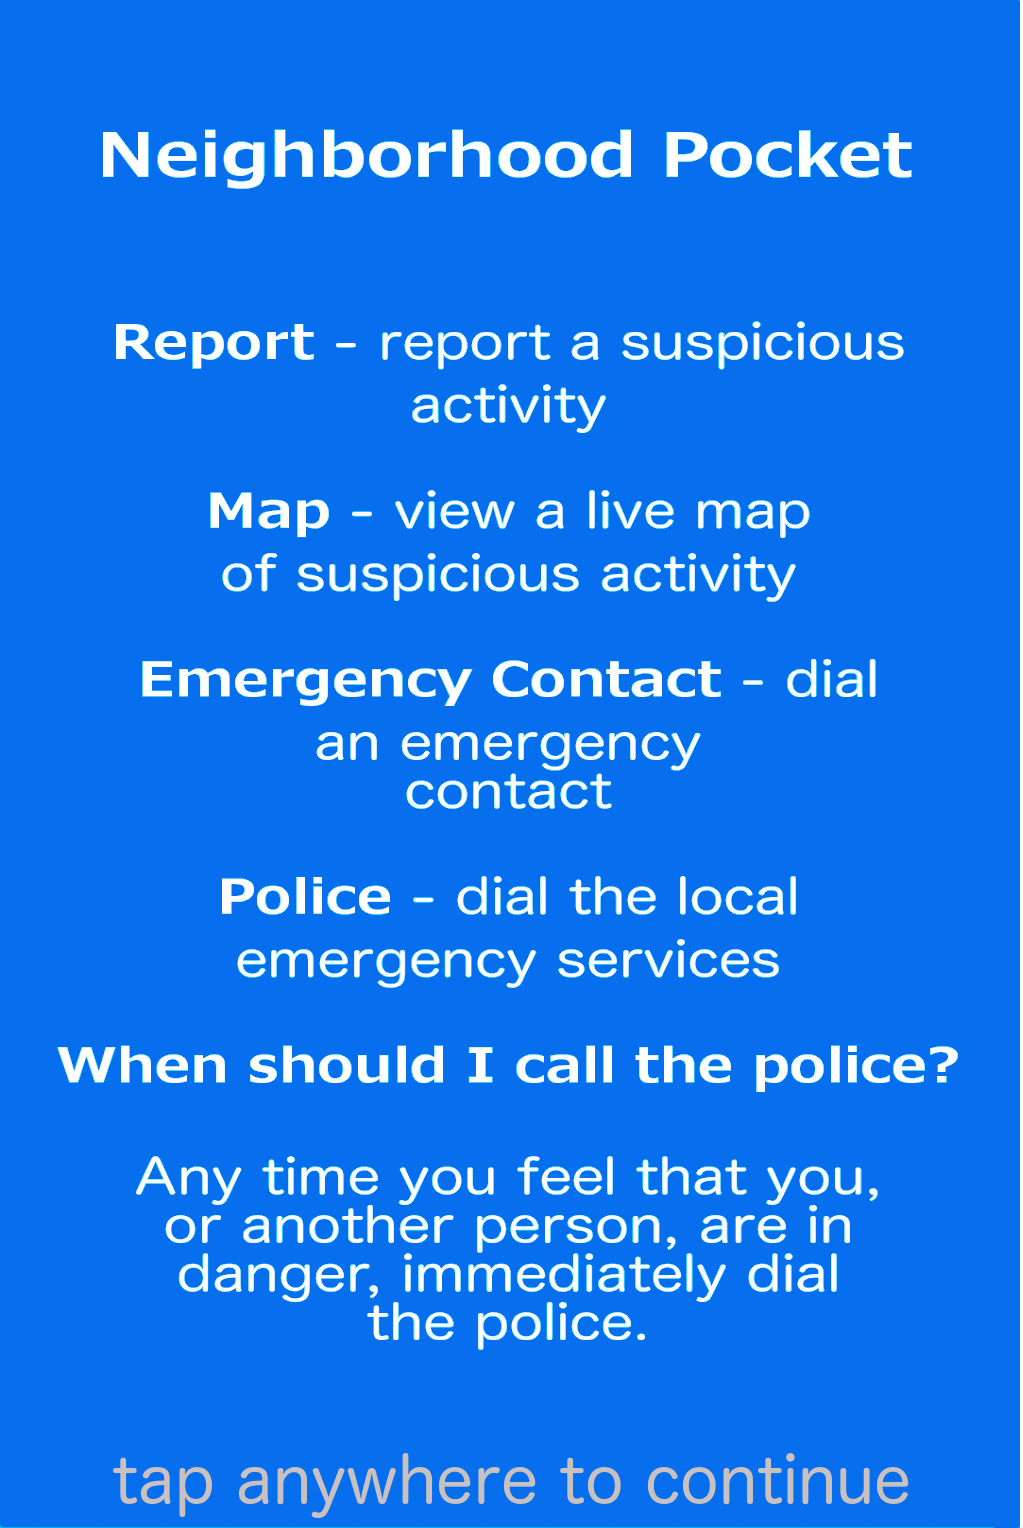 Neighborhood Pocket
Report - report a suspicious
activity
Map - view a live map
of suspicious activity
Emergency Contact - dial
an emergency
contact
Police - dial the local
emergency services
When should I call the police?
Any time you feel that you,
or another person, are in
danger, immediately dial
the police.
tap anywhere to continue